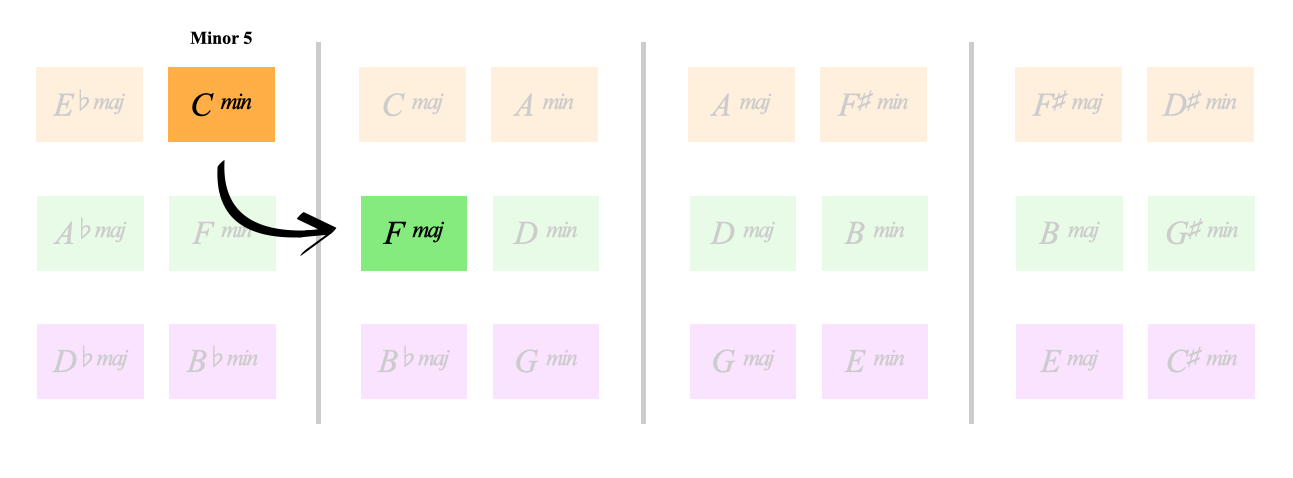 Minor 5
E♭ maj C min C maj A min A maj F♯ min F♯ maj D♯ min
A♭ maj F min F maj D min D maj B min B maj G♯ min
D♭ maj B♭ min B♭ maj G min G maj E min E maj C♯ min